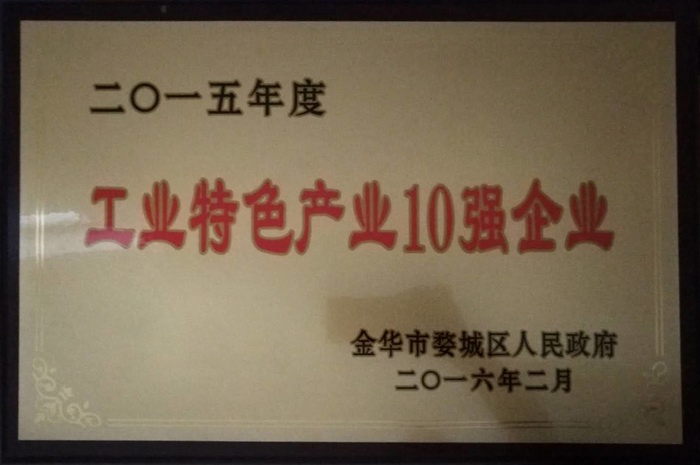 二〇一五年度
工业特色产业10强企业
金华市婺城区人民政府
二〇一六年二月